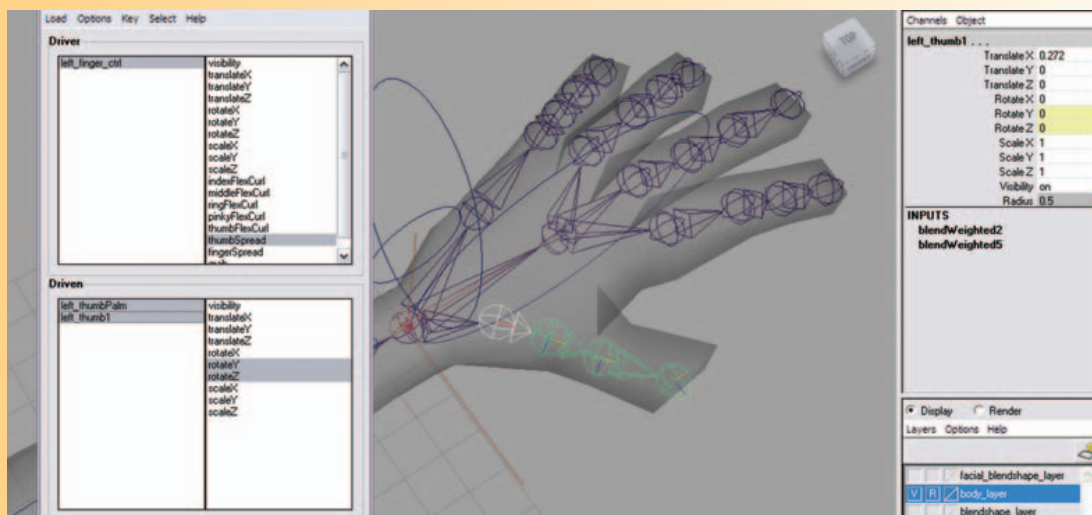 Load Options Key Select Help
Driver
left_finger_ctrl
visibility
translateX
translateY
translateZ
rotateX
rotateY
rotateZ
scaleX
scaleY
scaleZ
indexFlexCurl
middleFlexCurl
ringFlexCurl
pinkyFlexCurl
thumbFlexCurl
thumbSpread
fingerSpread
Driven
left_thumbPalm
left_thumb1
visibility
translateX
translateY
translateZ
rotateX
rotateY
rotateZ
scaleX
scaleY
scaleZ
TOP
Channels Object
left_thumb1 . . .
Translate X 0.272
Translate Y 0
Translate Z 0
Rotate X 0
Rotate Y 0
Rotate Z 0
Scale X 1
Scale Y 1
Scale Z 1
Visibility on
Radius 0.5
INPUTS
blendWeighted2
blendWeighted5
Display Render
Layers Options Help
facial_blendshape_layer
V R body_layer
blendshape_layer